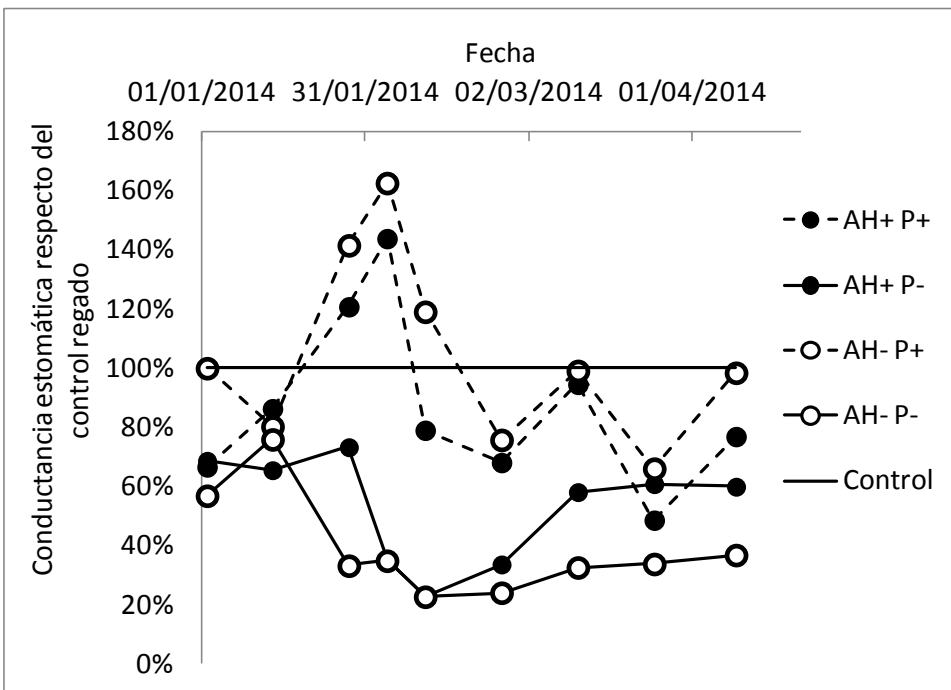 Fecha
01/01/2014 31/01/2014 02/03/2014 01/04/2014
Conductancia estomática respecto del
control regado
180%
160%
140%
120%
100%
80%
60%
40%
20%
0%
AH+ P+
AH+ P-
AH- P+
AH- P-
Control